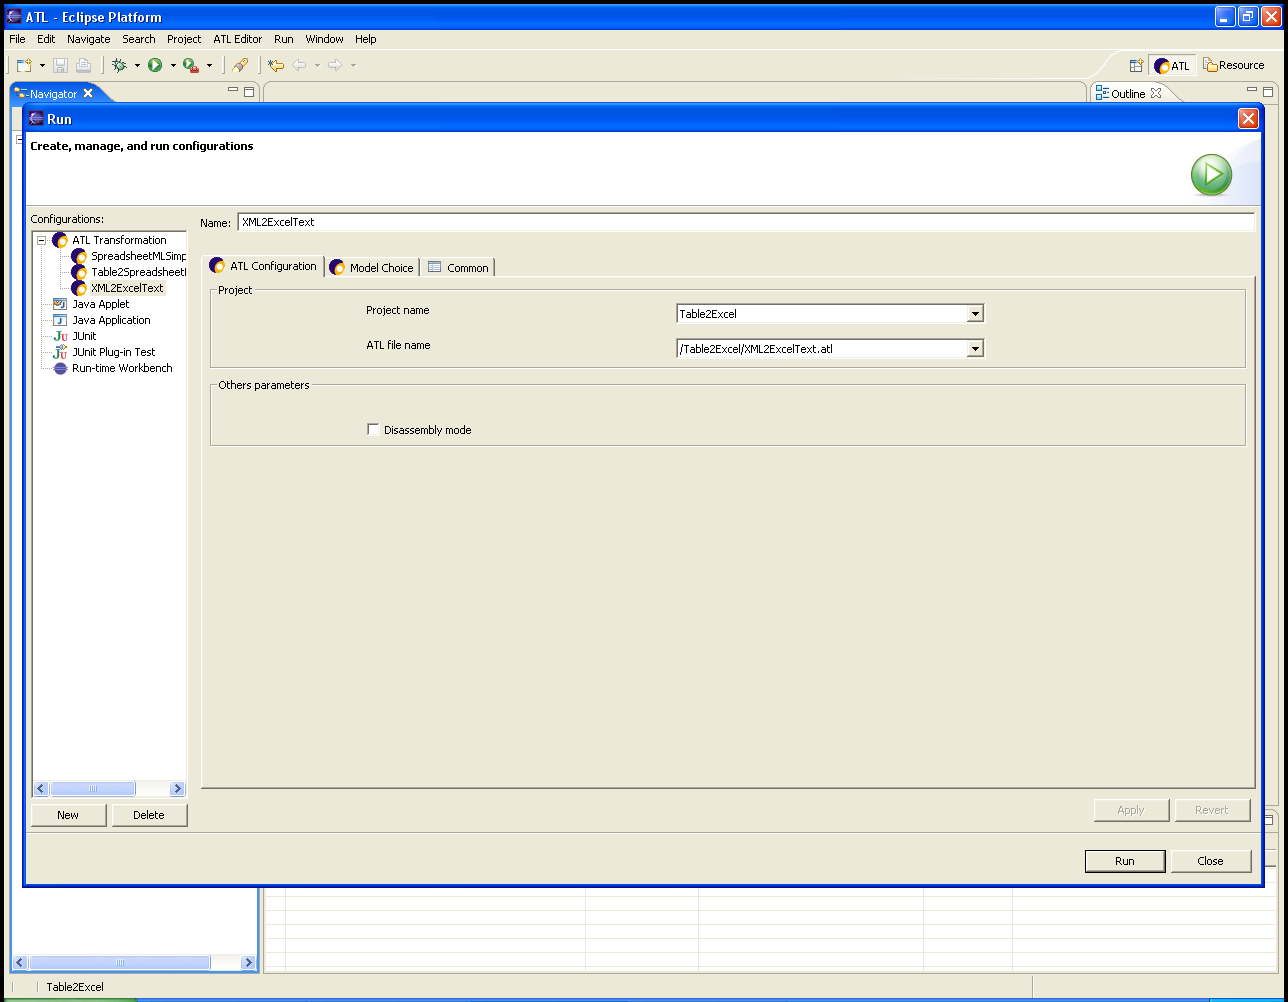 ATL - Eclipse Platform
File Edit Navigate Search Project ATL Editor Run Window Help
ATL Resource
Navigator Outline
Run
Create, manage, and run configurations
Configurations:
Name: XML2ExcelText
ATL Transformation
SpreadsheetMLSimp
Table2Spreadsheet
XML2ExcelText
Java Applet
Java Application
JUnit
JUnit Plug-in Test
Run-time Workbench
ATL Configuration Model Choice Common
Project
Project name Table2Excel
ATL file name /Table2Excel/XML2ExcelText.atl
Others parameters
Disassembly mode
New Delete
Apply Revert
Run Close
Table2Excel